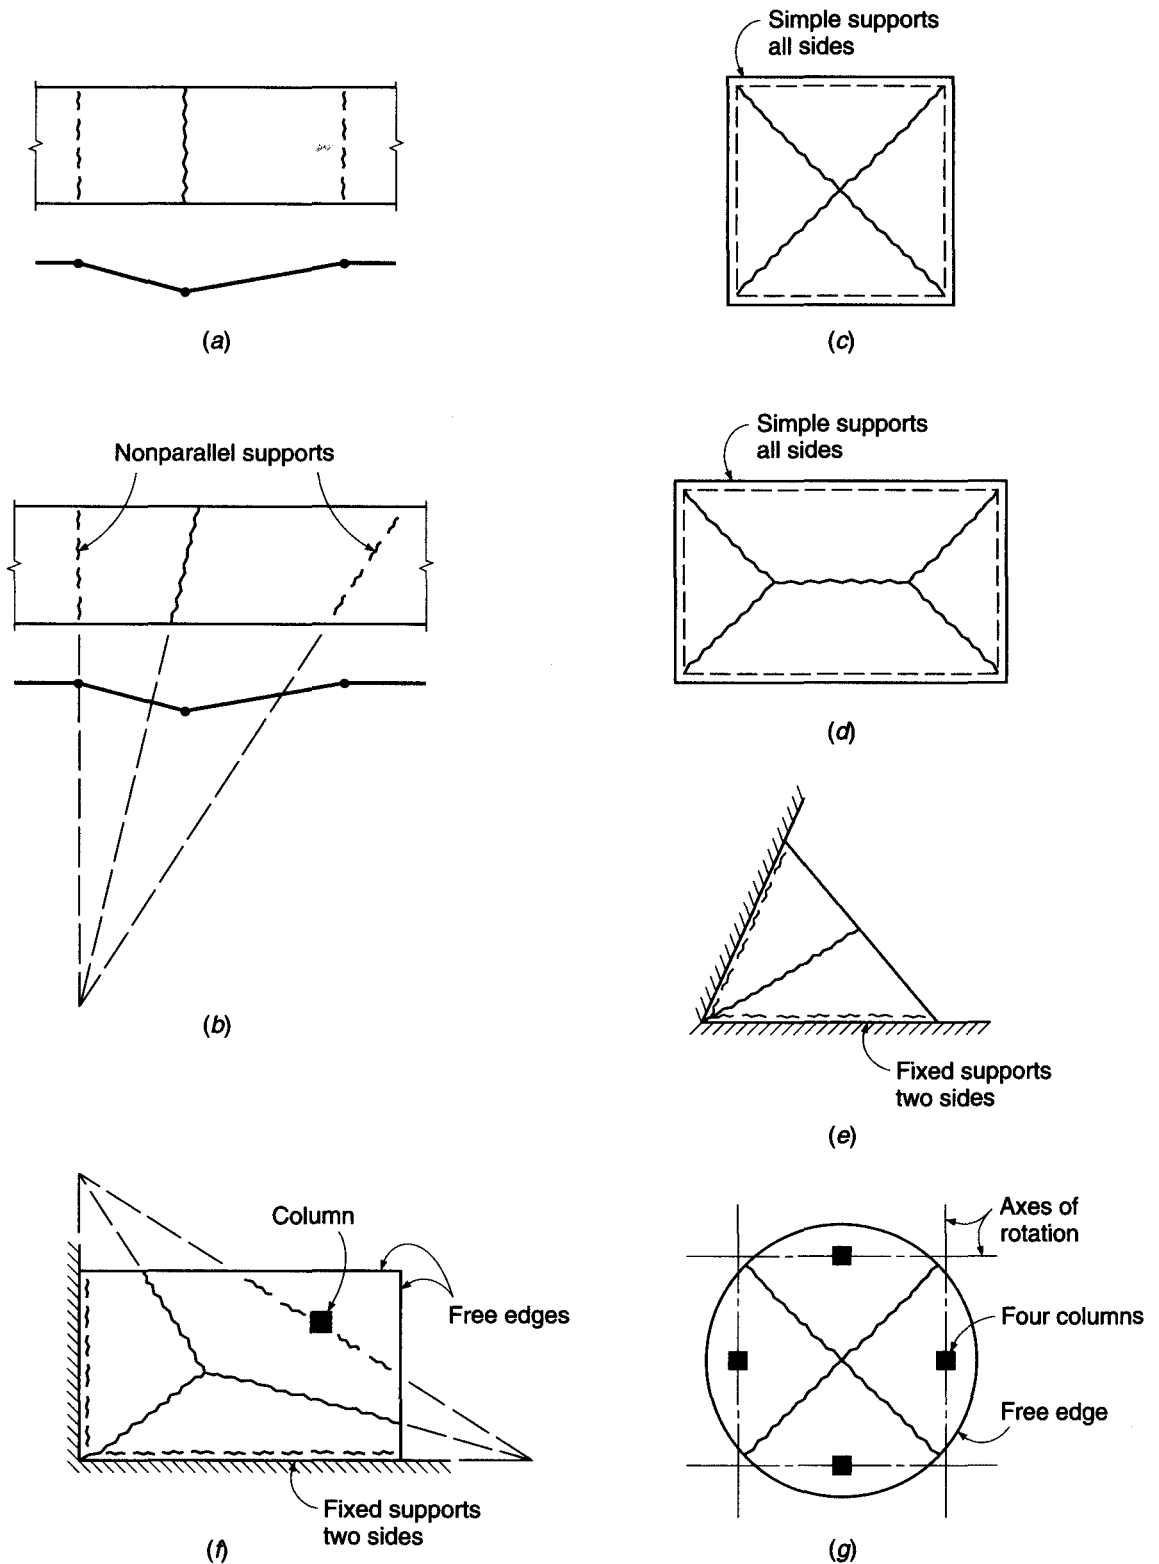 Simple supports
all sides
(a)
(c)
Nonparallel supports
Simple supports
all sides
(d)
(b)
Fixed supports
two sides
(e)
Column
Free edges
Fixed supports
two sides
(f)
Axes of
rotation
Four columns
Free edge
(g)